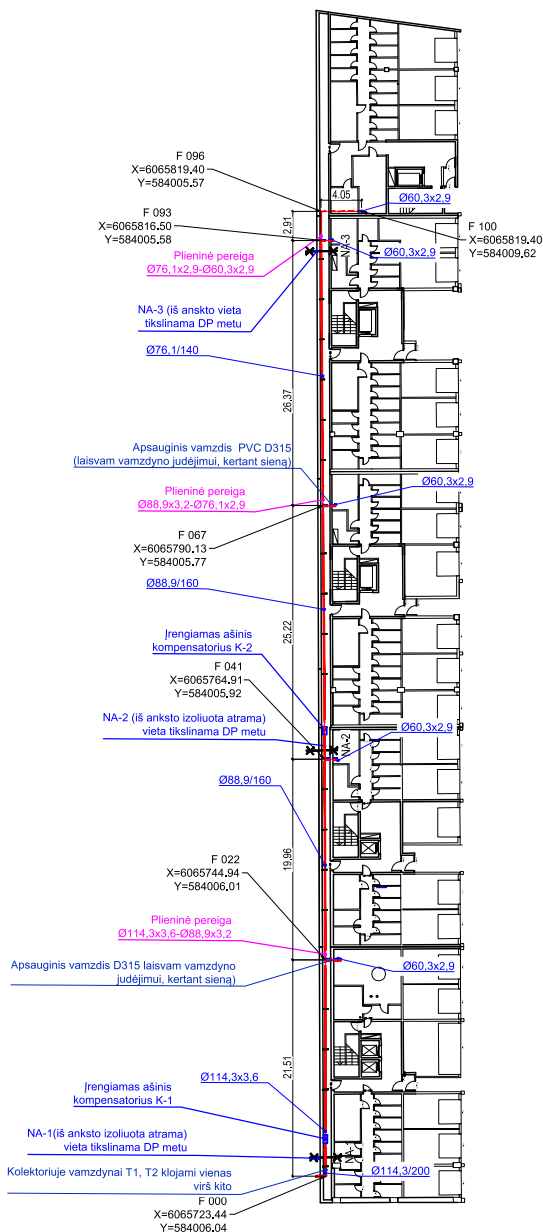 F 096
X=6065819.40
Y=584005.57
4.05
Ø60,3x2,9
F 100
X=6065819.40
Y=584009.62
F 093
X=6065816.50
Y=584005.58
2,91
Ø60,3x2,9
NA-3
Plieninė pereiga
Ø76,1x2,9-Ø60,3x2,9
NA-3 (iš anskto vieta
tikslinama DP metu
Ø76,1/140
26,37
Apsauginis vamzdis PVC D315
(laisvam vamzdyno judėjimui, kertant sieną)
Plieninė pereiga
Ø88,9x3,2-Ø76,1x2,9
Ø60,3x2,9
F 067
X=6065790.13
Y=584005.77
Ø88,9/160
25,22
Įrengiamas ašinis
kompensatorius K-2
F 041
X=6065764.91
Y=584005.92
NA-2 (iš anksto izoliuota atrama)
vieta tikslinama DP metu
Ø60,3x2,9
NA-2
Ø88,9/160
19,96
F 022
X=6065744.94
Y=584006.01
Plieninė pereiga
Ø114,3x3,6-Ø88,9x3,2
Apsauginis vamzdis D315 laisvam vamzdyno
judėjimui, kertant sieną)
Ø60,3x2,9
21,51
Ø114,3x3,6
Įrengiamas ašinis
kompensatorius K-1
NA-1(iš anksto izoliuota atrama)
vieta tikslinama DP metu
NA-
Kolektoriuje vamzdynai T1, T2 klojami vienas
virš kito
Ø114,3/200
F 000
X=6065723.44
Y=584006.04